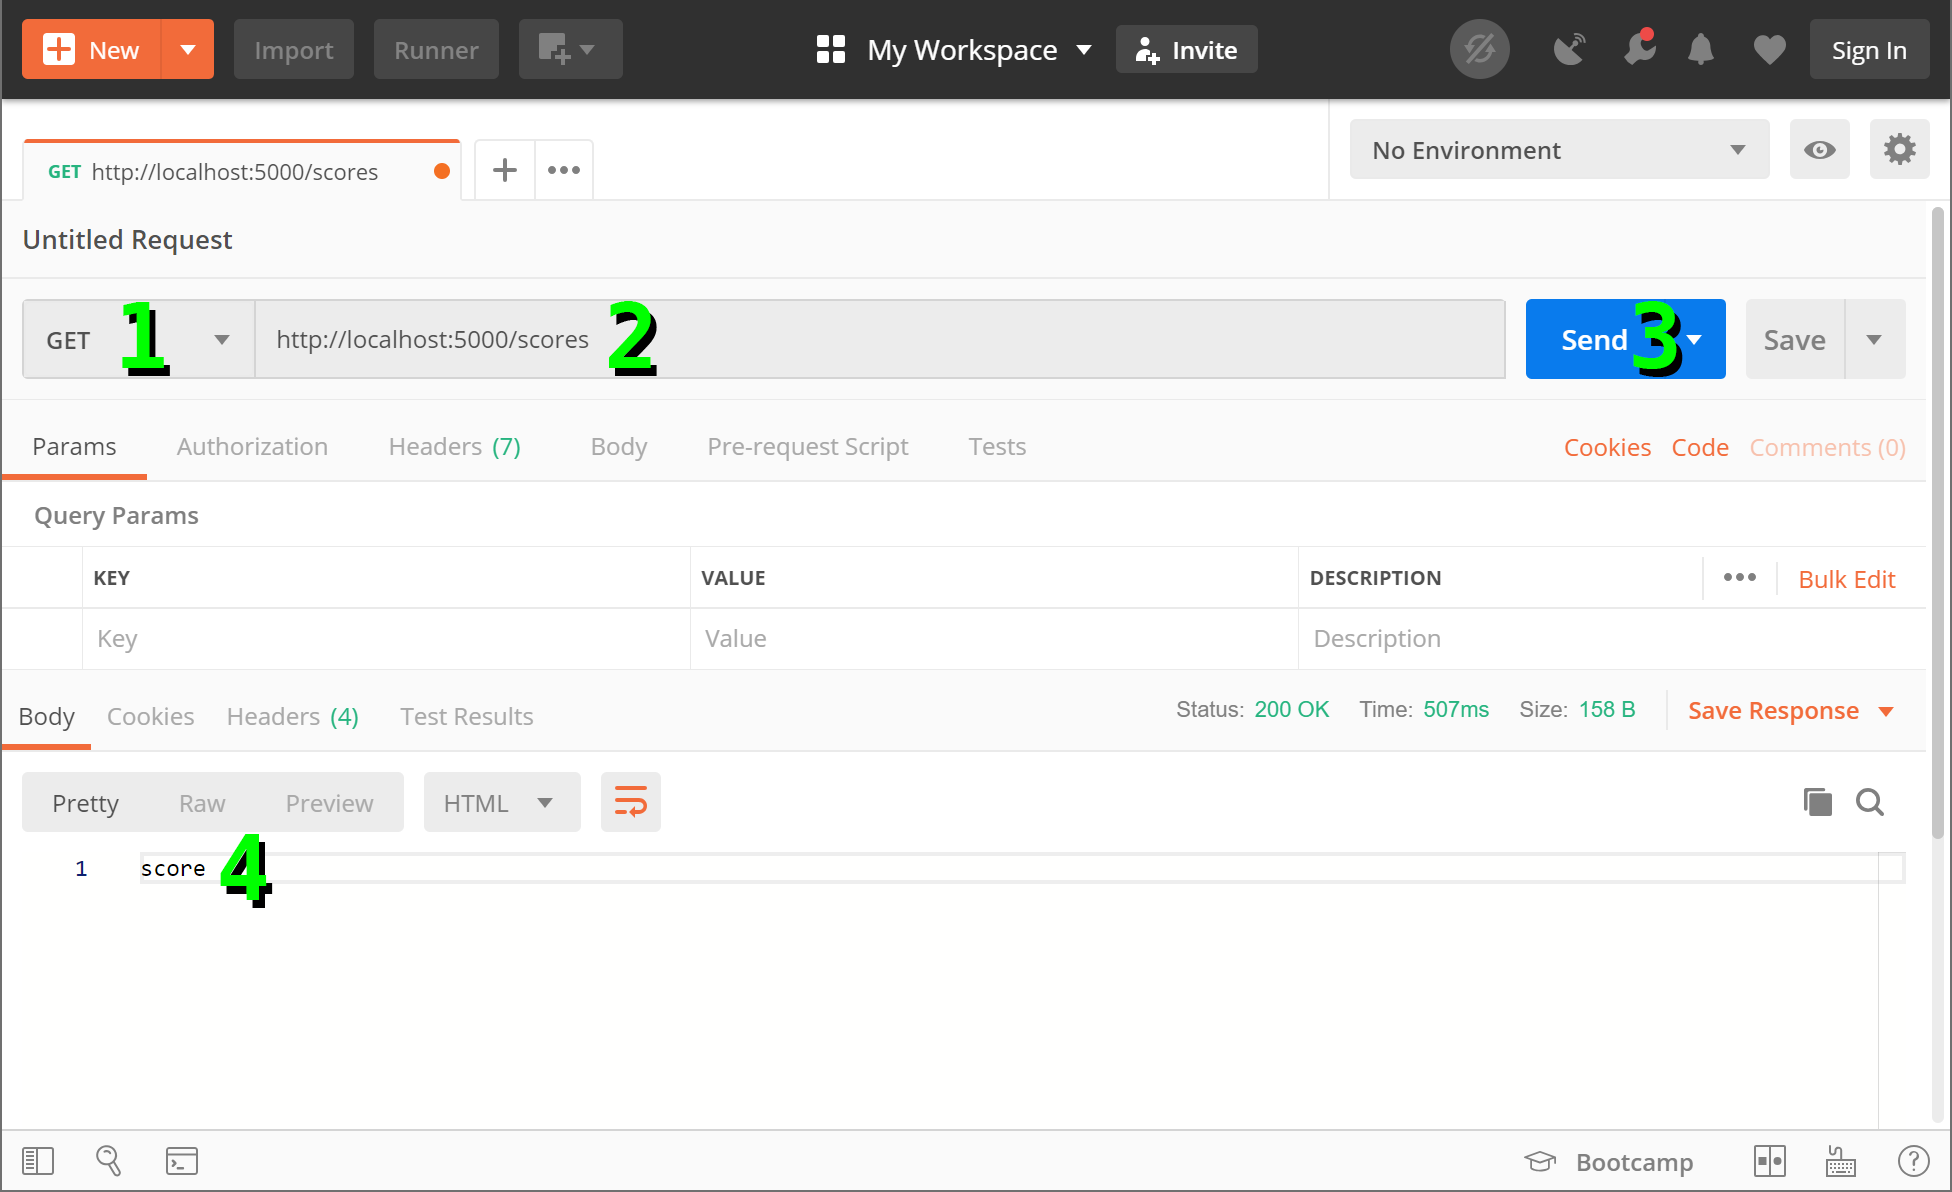 New Import Runner My Workspace Invite Sign In
GET http://localhost:5000/scores No Environment
Untitled Request
GET 1 http://localhost:5000/scores 2 Send 3 Save
Params Authorization Headers (7) Body Pre-request Script Tests Cookies Code Comments (0)
Query Params
KEY VALUE DESCRIPTION Bulk Edit
Key Value Description
Body Cookies Headers (4) Test Results Status: 200 OK Time: 507ms Size: 158 B Save Response
Pretty Raw Preview HTML
1 score 4
Bootcamp